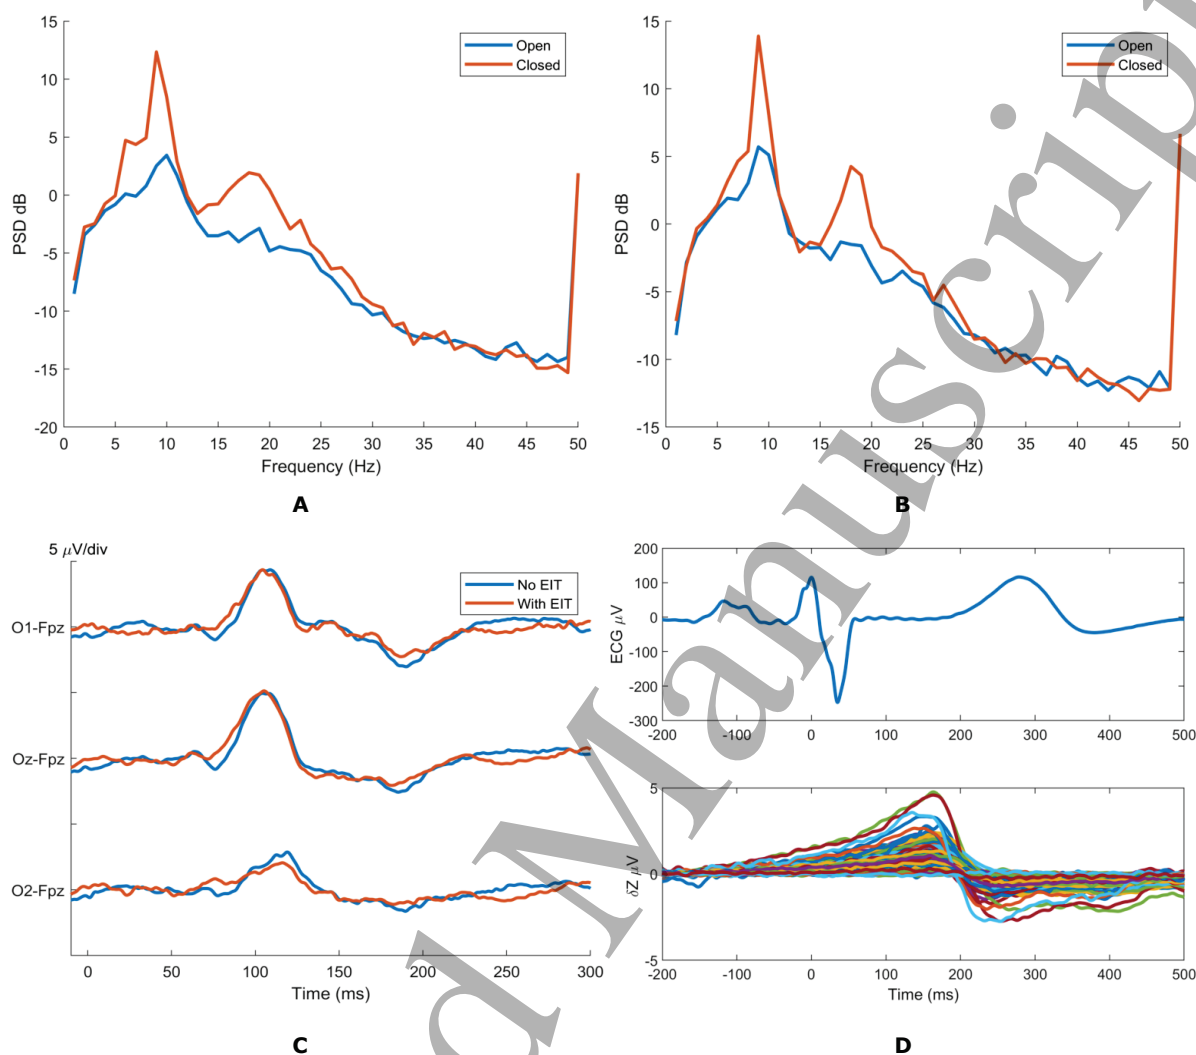 15
10
5
0
-5
-10
-15
-20
PSD dB
0 5 10 15 20 25 30 35 40 45 50
Frequency (Hz)
Open
Closed
A
15
10
5
0
-5
-10
-15
PSD dB
0 5 10 15 20 25 30 35 40 45 50
Frequency (Hz)
Open
Closed
B
5 μV/div
No EIT
With EIT
O1-Fpz
Oz-Fpz
O2-Fpz
0 50 100 150 200 250 300
Time (ms)
C
200
100
0
-100
-200
-300
ECG μV
-200 -100 0 100 200 300 400 500
5
0
-5
δZ μV
-200 -100 0 100 200 300 400 500
Time (ms)
D
d Manuscrip